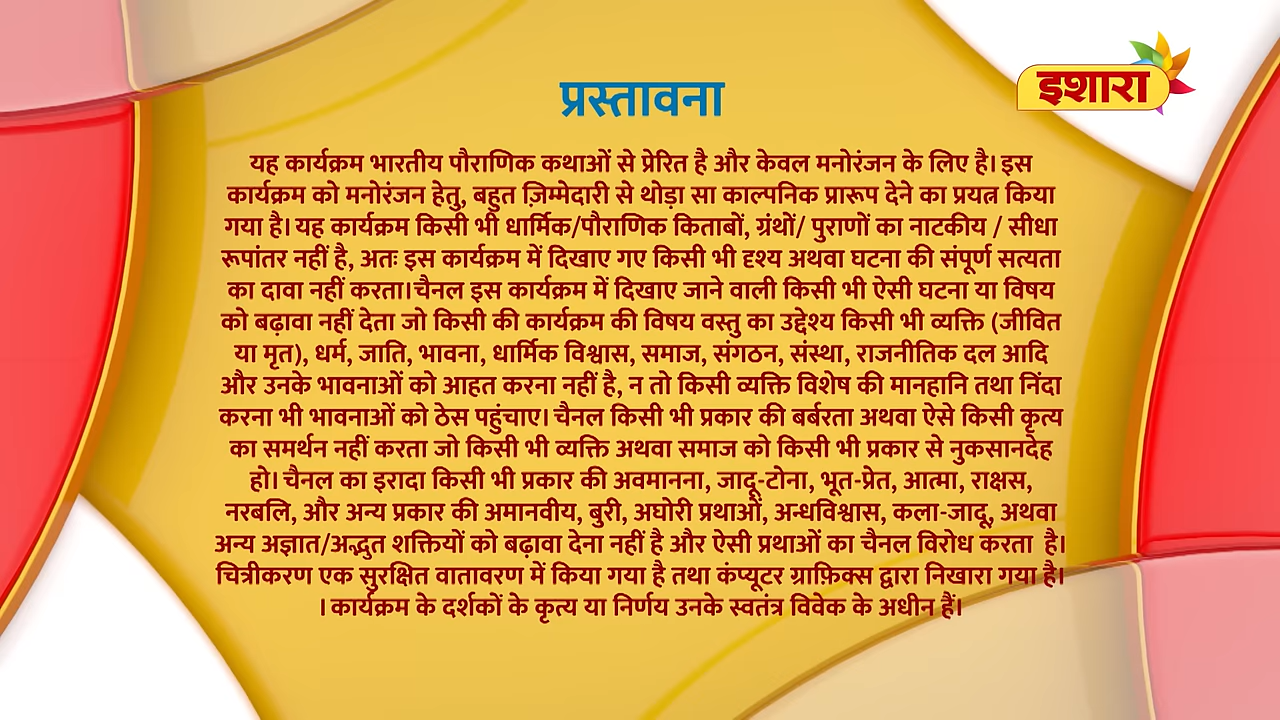 इशारा
प्रस्तावना
यह कार्यक्रम भारतीय पौराणिक कथाओं से प्रेरित है और केवल मनोरंजन के लिए है। इस
कार्यक्रम को मनोरंजन हेतु, बहुत ज़िम्मेदारी से थोड़ा सा काल्पनिक प्रारूप देने का प्रयत्न किया
गया है। यह कार्यक्रम किसी भी धार्मिक/पौराणिक किताबों, ग्रंथों/ पुराणों का नाटकीय / सीधा
रूपांतर नहीं है, अतः इस कार्यक्रम में दिखाए गए किसी भी दृश्य अथवा घटना की संपूर्ण सत्यता
का दावा नहीं करता।चैनल इस कार्यक्रम में दिखाए जाने वाली किसी भी ऐसी घटना या विषय
को बढ़ावा नहीं देता जो किसी की कार्यक्रम की विषय वस्तु का उद्देश्य किसी भी व्यक्ति (जीवित
या मृत), धर्म, जाति, भावना, धार्मिक विश्वास, समाज, संगठन, संस्था, राजनीतिक दल आदि
और उनके भावनाओं को आहत करना नहीं है, न तो किसी व्यक्ति विशेष की मानहानि तथा निंदा
करना भी भावनाओं को ठेस पहुंचाए। चैनल किसी भी प्रकार की बर्बरता अथवा ऐसे किसी कृत्य
का समर्थन नहीं करता जो किसी भी व्यक्ति अथवा समाज को किसी भी प्रकार से नुकसानदेह
हो। चैनल का इरादा किसी भी प्रकार की अवमानना, जादू-टोना, भूत-प्रेत, आत्मा, राक्षस,
नरबलि, और अन्य प्रकार की अमानवीय, बुरी, अघोरी प्रथाओं, अन्धविश्वास, कला-जादू, अथवा
अन्य अज्ञात/अद्भुत शक्तियों को बढ़ावा देना नहीं है और ऐसी प्रथाओं का चैनल विरोध करता है।
चित्रीकरण एक सुरक्षित वातावरण में किया गया है तथा कंप्यूटर ग्राफ़िक्स द्वारा निखारा गया है।
। कार्यक्रम के दर्शकों के कृत्य या निर्णय उनके स्वतंत्र विवेक के अधीन हैं।